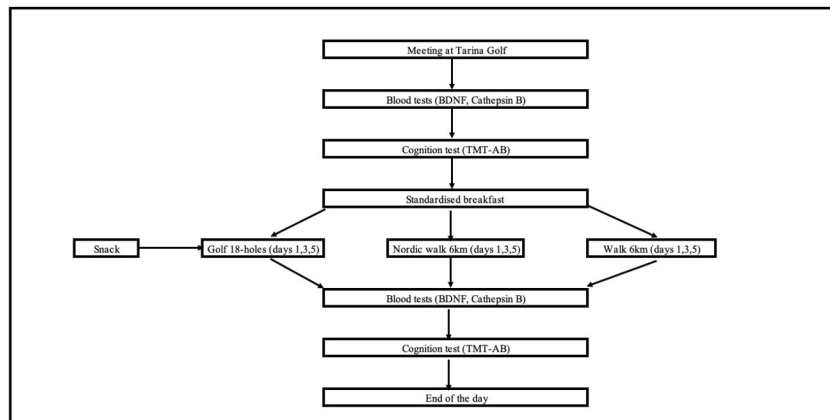 Meeting at Tarina Golf
Blood tests (BDNF, Cathepsin B)
Cognition test (TMT-AB)
Standardised breakfast
Snack
Golf 18-holes (days 1,3,5)
Nordic walk 6km (days 1,3,5)
Walk 6km (days 1,3,5)
Blood tests (BDNF, Cathepsin B)
Cognition test (TMT-AB)
End of the day